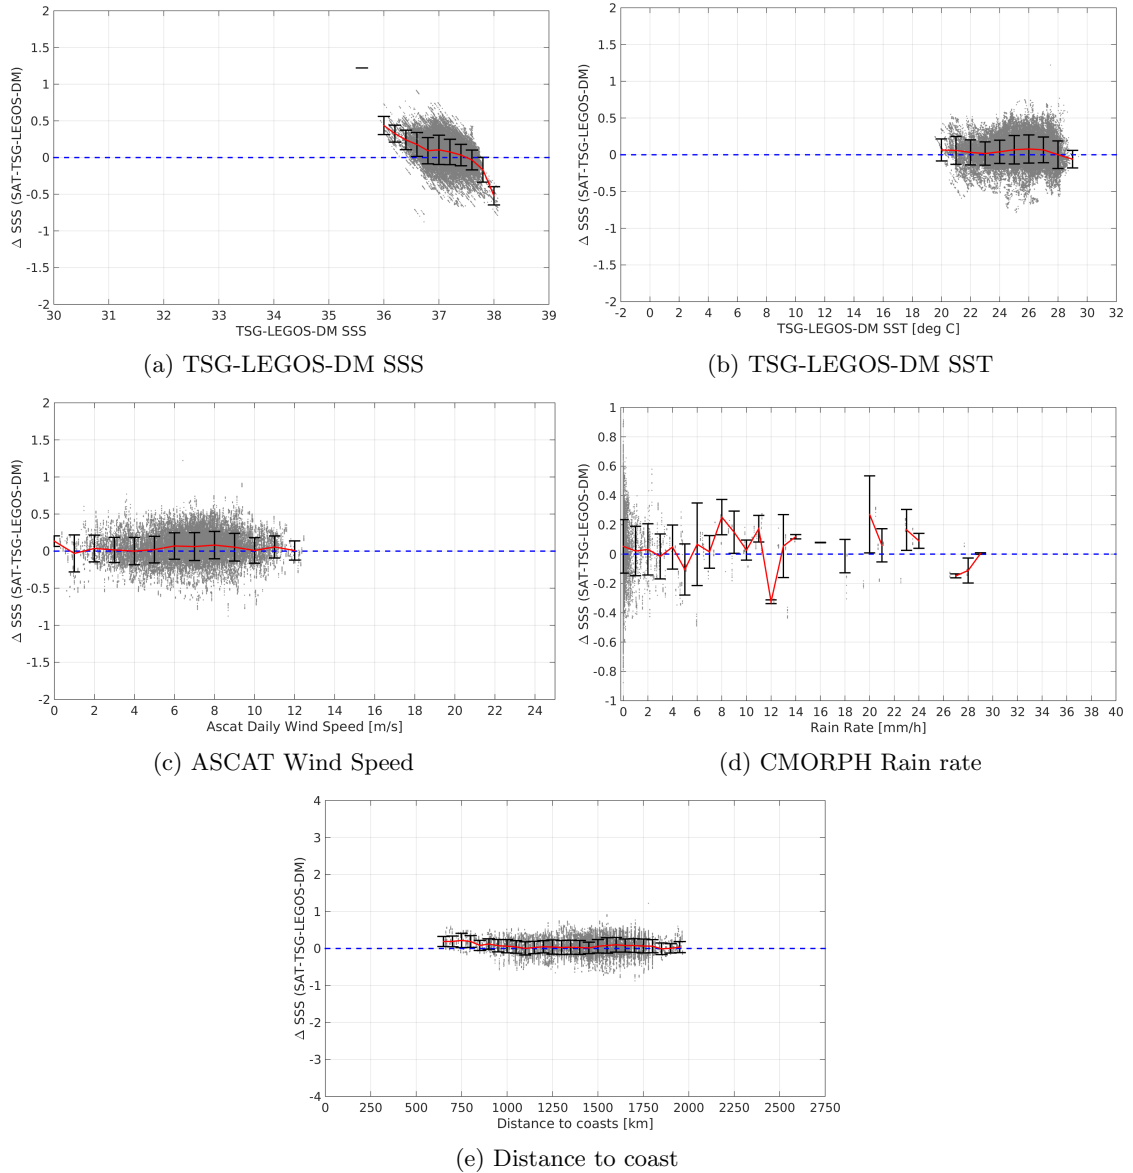 2
1.5
1
0.5
0
-0.5
-1
-1.5
-2
Δ SSS (SAT-TSG-LEGOS-DM)
30 31 32 33 34 35 36 37 38 39
TSG-LEGOS-DM SSS
(a) TSG-LEGOS-DM SSS
2
1.5
1
0.5
0
-0.5
-1
-1.5
-2
Δ SSS (SAT-TSG-LEGOS-DM)
-2 0 2 4 6 8 10 12 14 16 18 20 22 24 26 28 30 32
TSG-LEGOS-DM SST [deg C]
(b) TSG-LEGOS-DM SST
2
1.5
1
0.5
0
-0.5
-1
-1.5
-2
Δ SSS (SAT-TSG-LEGOS-DM)
0 2 4 6 8 10 12 14 16 18 20 22 24
Ascat Daily Wind Speed [m/s]
(c) ASCAT Wind Speed
1
0.8
0.6
0.4
0.2
0
-0.2
-0.4
-0.6
-0.8
-1
Δ SSS (SAT-TSG-LEGOS-DM)
0 2 4 6 8 10 12 14 16 18 20 22 24 26 28 30 32 34 36 38 40
Rain Rate [mm/h]
(d) CMORPH Rain rate
4
3
2
1
0
-1
-2
-3
-4
Δ SSS (SAT-TSG-LEGOS-DM)
0 250 500 750 1000 1250 1500 1750 2000 2250 2500 2750
Distance to coasts [km]
(e) Distance to coast